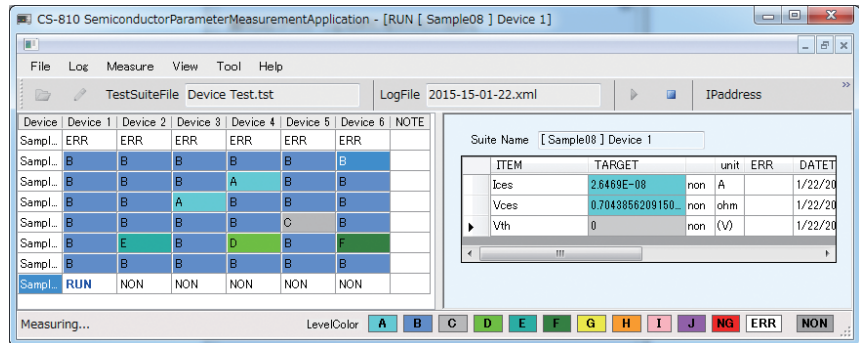 CS-810 SemiconductorParameterMeasurementApplication - [RUN [ Sample08 ] Device 1]
File Log Measure View Tool Help
TestSuiteFile Device Test.tst LogFile 2015-15-01-22.xml IPaddress
Device Device 1 Device 2 Device 3 Device 4 Device 5 Device 6 NOTE
Sampl... ERR ERR ERR ERR ERR ERR
Sampl... B B B B B B
Sampl... B B B A B B
Sampl... B B A B B B
Sampl... B B B B C B
Sampl... B E B D B F
Sampl... B B B B B B
Sampl... RUN NON NON NON NON NON
Suite Name [ Sample08 ] Device 1
ITEM TARGET unit ERR DATET
Ices 2.6469E-08 non A 1/22/20
Vces 0.7043856209150... non ohm 1/22/20
Vth 0 non (V) 1/22/20
Measuring... LevelColor A B C D E F G H I J NG ERR NON